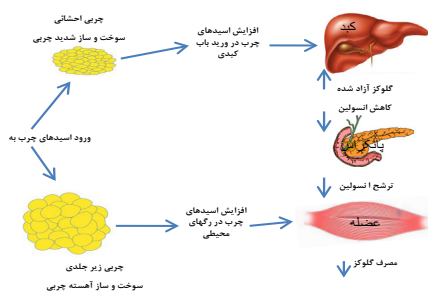 چربی احشائی
سوخت و ساز شدید چربی
افزایش اسیدهای
چرب در ورید باب
کبدی
کبد
گلوکز آزاد شده
کاهش انسولین
پانکراس
ورود اسیدهای چرب به
ترشح انسولین
افزایش اسیدهای
چرب در رگهای
محیطی
عضله
چربی زیر جلدی
سوخت و ساز آهسته چربی
مصرف گلوکز